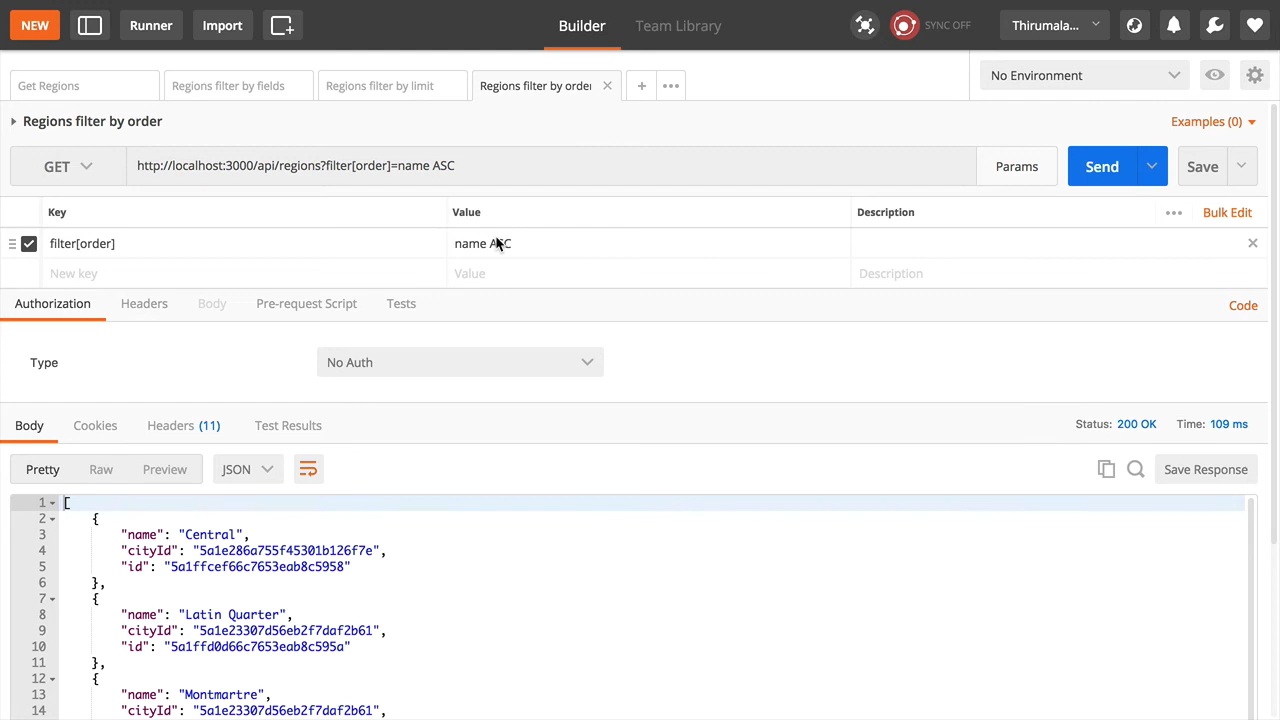 NEW Runner Import Builder Team Library SYNC OFF Thirumala...
Get Regions Regions filter by fields Regions filter by limit Regions filter by orde + No Environment
Regions filter by order Examples (0)
GET http://localhost:3000/api/regions?filter[order]=name ASC Params Send Save
Key Value Description Bulk Edit
filter[order] name ASC
New key Value Description
Authorization Headers Body Pre-request Script Tests Code
Type No Auth
Body Cookies Headers (11) Test Results Status: 200 OK Time: 109 ms
Pretty Raw Preview JSON Save Response
1 [
2 {
3 "name": "Central",
4 "cityId": "5a1e286a755f45301b126f7e",
5 "id": "5a1ffcef66c7653eab8c5958"
6 },
7 {
8 "name": "Latin Quarter",
9 "cityId": "5a1e23307d56eb2f7daf2b61",
10 "id": "5a1ffd0d66c7653eab8c595a"
11 },
12 {
13 "name": "Montmartre",
14 "cityId": "5a1e23307d56eb2f7daf2b61",